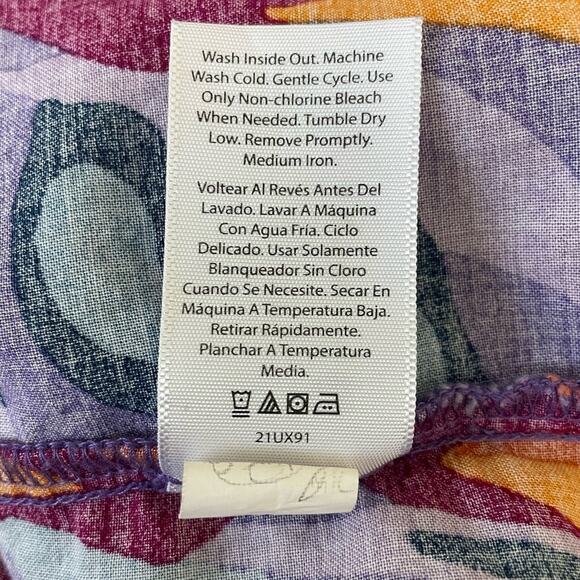 Wash Inside Out. Machine
Wash Cold. Gentle Cycle. Use
Only Non-chlorine Bleach
When Needed. Tumble Dry
Low. Remove Promptly.
Medium Iron.
Voltear Al Revés Antes Del
Lavado. Lavar A Máquina
Con Agua Fría. Ciclo
Delicado. Usar Solamente
Blanqueador Sin Cloro
Cuando Se Necesite. Secar En
Máquina A Temperatura Baja.
Retirar Rápidamente.
Planchar A Temperatura
Media.
21UX91